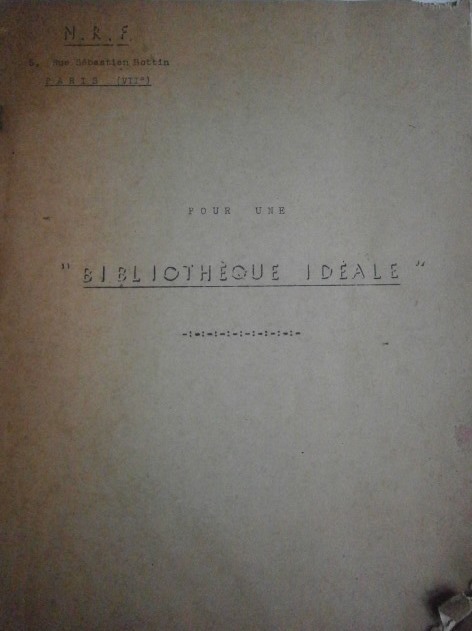 N. R. F.
5, Rue Sébastien Bottin
PARIS (VII°)
POUR UNE
" BIBLIOTHÈQUE IDÉALE "
-:-:-:-:-:-:-:-:-:-